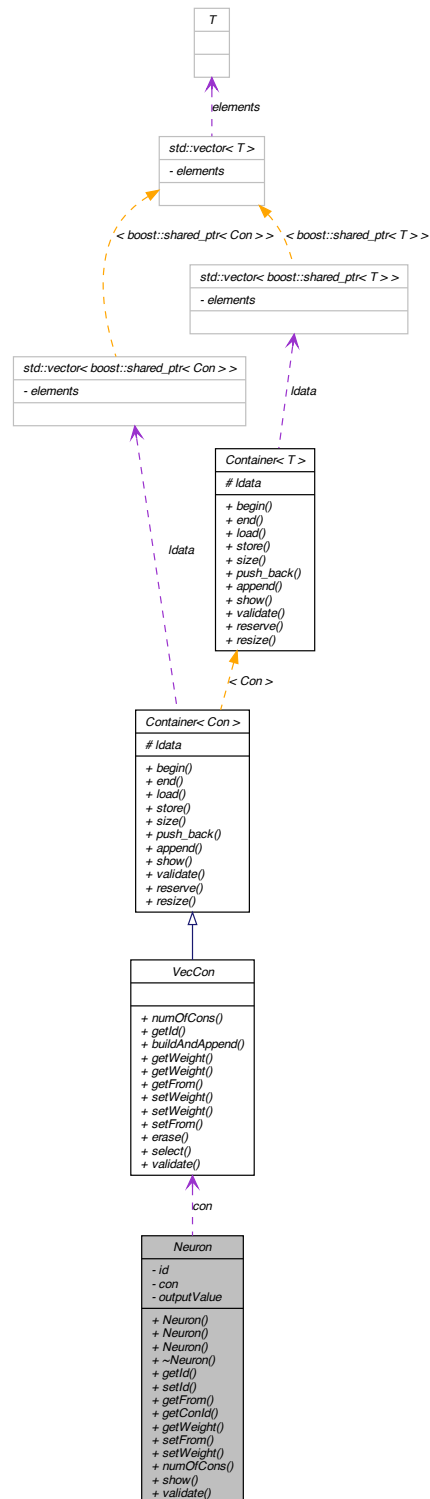 T
elements
std::vector< T >
- elements
< boost::shared_ptr< Con > >
< boost::shared_ptr< T > >
std::vector< boost::shared_ptr< T > >
- elements
std::vector< boost::shared_ptr< Con > >
- elements
ldata
ldata
Container< T >
# ldata
+ begin()
+ end()
+ load()
+ store()
+ size()
+ push_back()
+ append()
+ show()
+ validate()
+ reserve()
+ resize()
< Con >
Container< Con >
# ldata
+ begin()
+ end()
+ load()
+ store()
+ size()
+ push_back()
+ append()
+ show()
+ validate()
+ reserve()
+ resize()
VecCon
+ numOfCons()
+ getId()
+ buildAndAppend()
+ getWeight()
+ getWeight()
+ getFrom()
+ setWeight()
+ setWeight()
+ setFrom()
+ erase()
+ select()
+ validate()
con
Neuron
- id
- con
- outputValue
+ Neuron()
+ Neuron()
+ Neuron()
+ ~Neuron()
+ getId()
+ setId()
+ getFrom()
+ getConId()
+ getWeight()
+ setFrom()
+ setWeight()
+ numOfCons()
+ show()
+ validate()